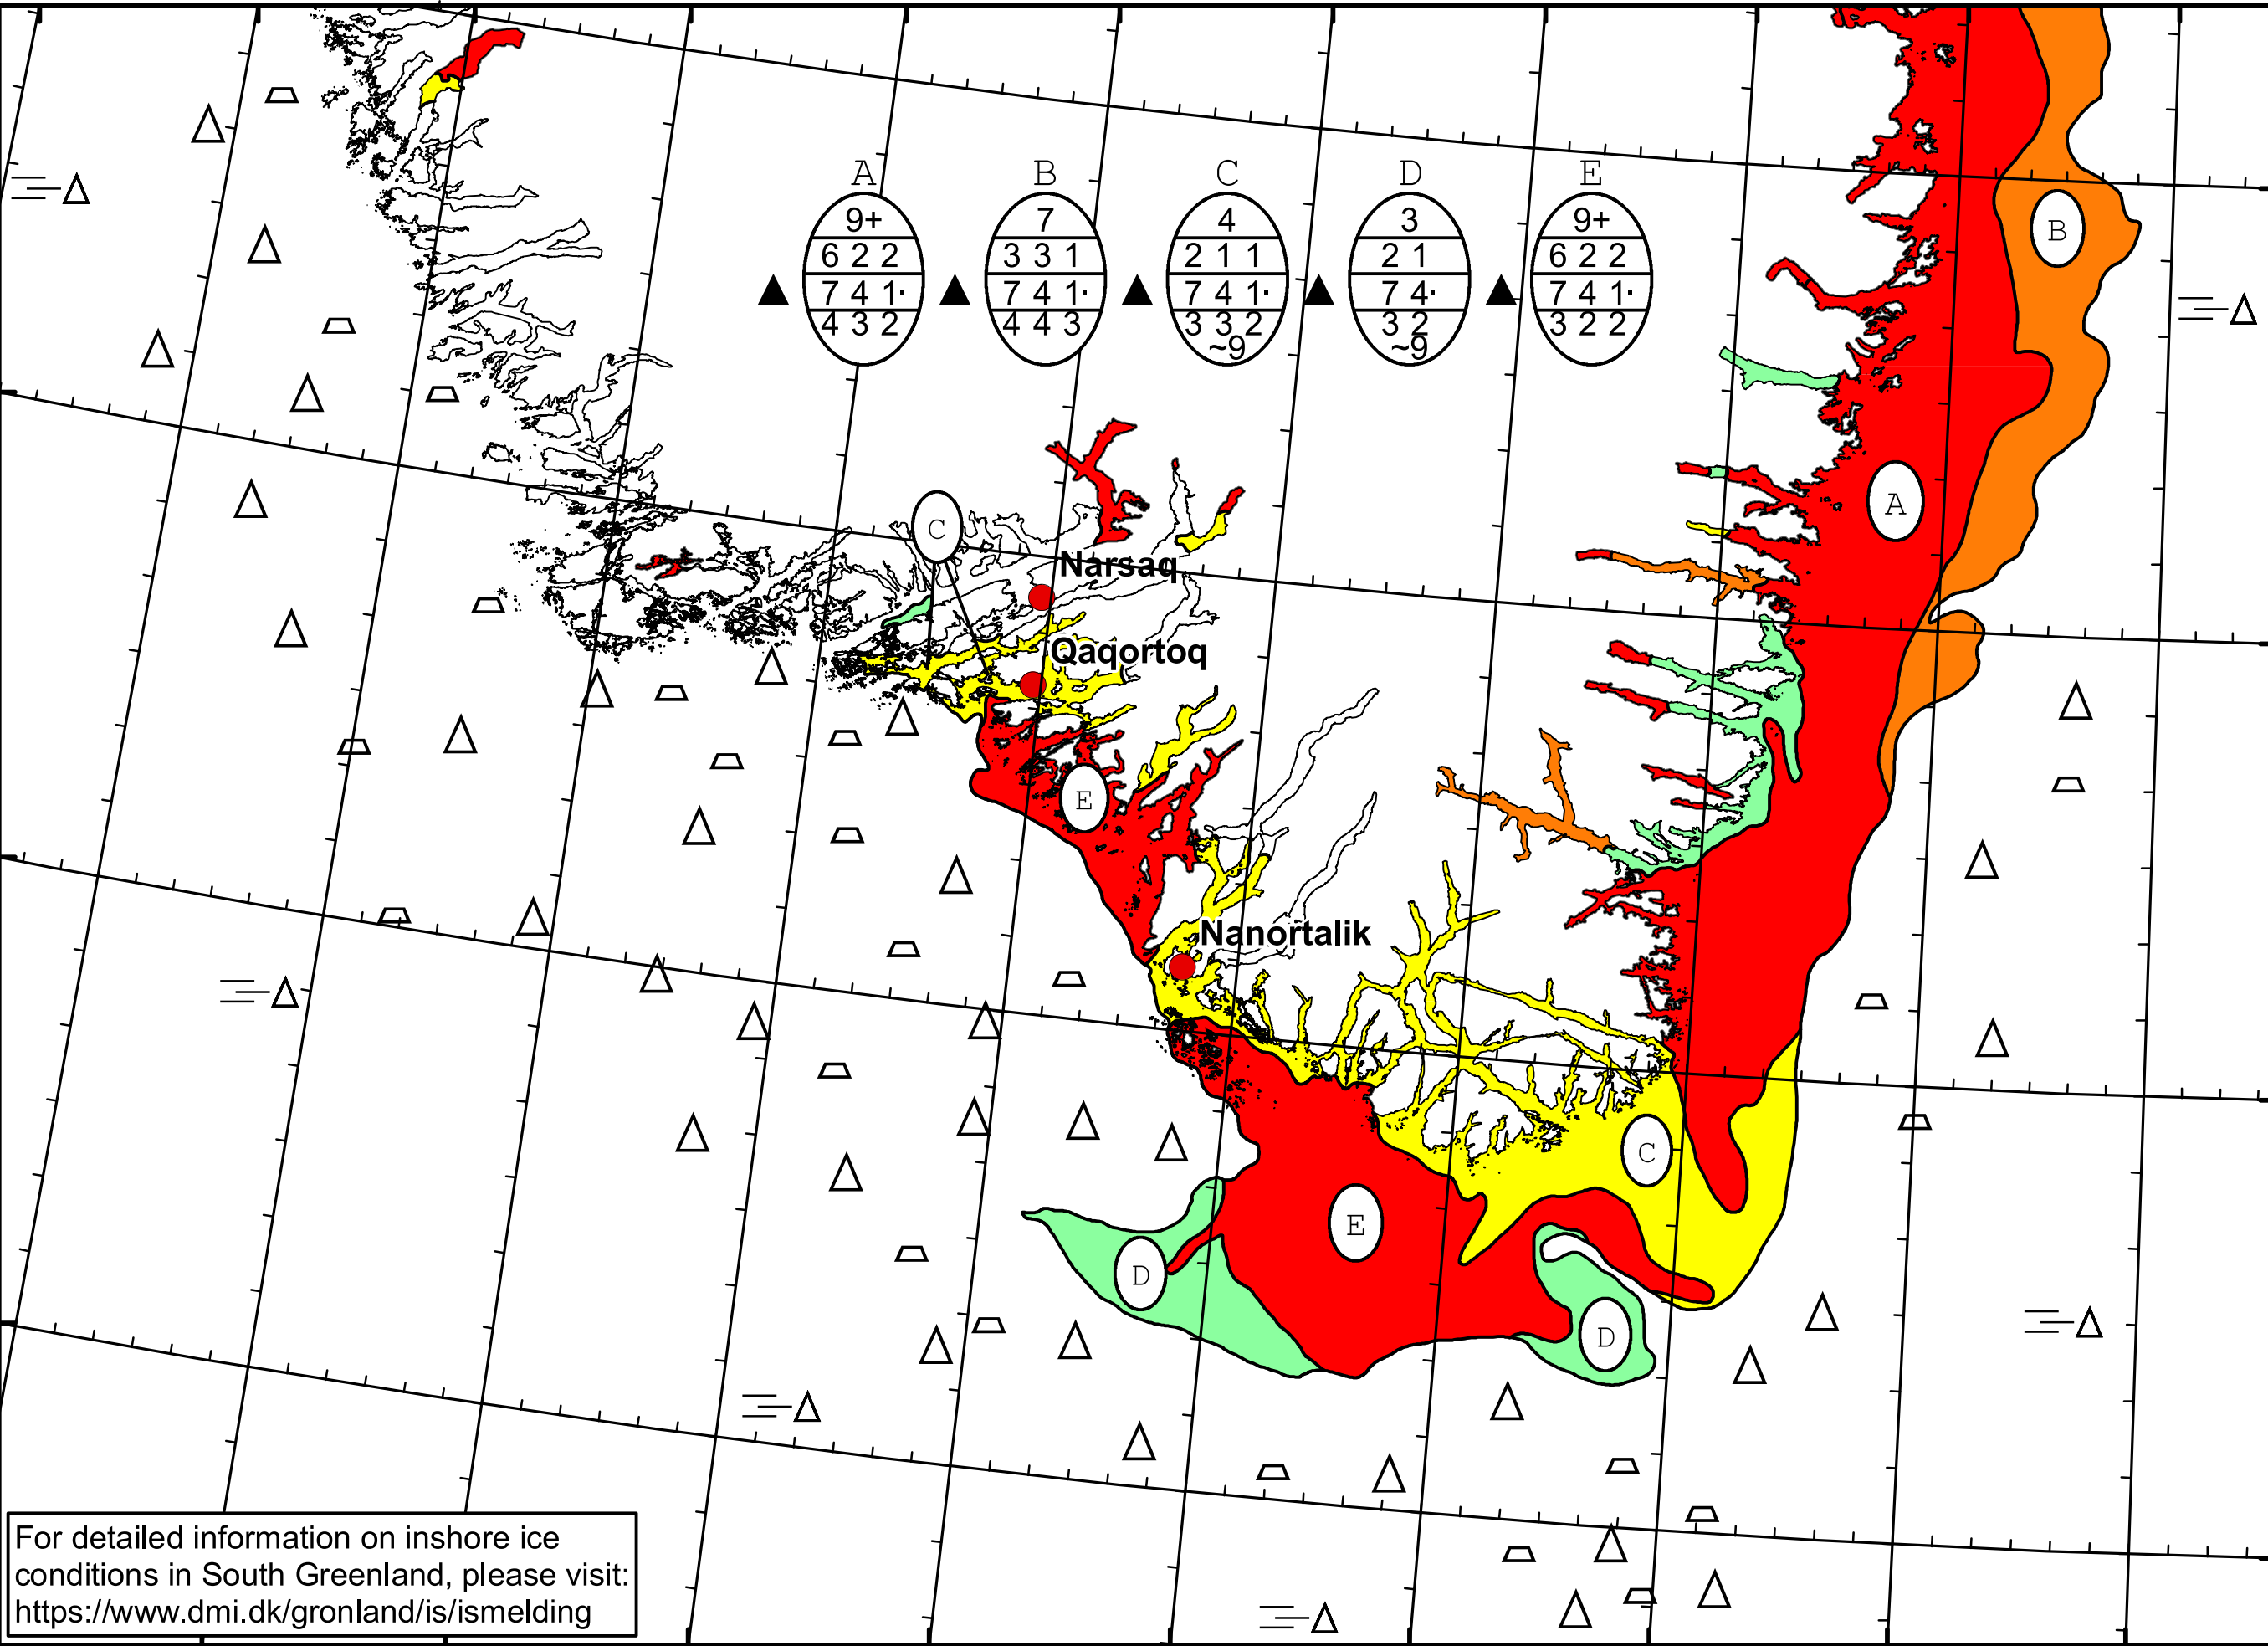 A B C D E
9+ 7 4 3 9+
6 2 2 3 3 1 2 1 1 2 1 6 2 2
7 4 1· 7 4 1· 7 4 1· 7 4· 7 4 1·
4 3 2 4 4 3 3 3 2 3 2 3 2 2
~9 ~9
B
A
C
Narsaq
Qaqortoq
E
Nanortalik
C
E
D
D
For detailed information on inshore ice
conditions in South Greenland, please visit:
https://www.dmi.dk/gronland/is/ismelding